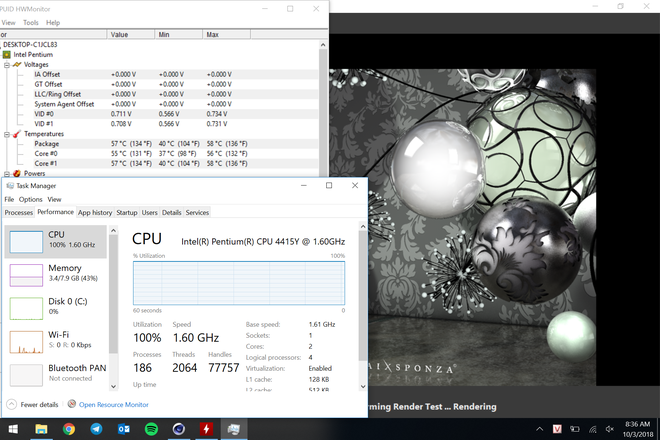 PUID HWMonitor
View Tools Help
or Value Min Max
DESKTOP-C1JCL83
Intel Pentium
Voltages
IA Offset +0.000 V +0.000 V +0.000 V
GT Offset +0.000 V +0.000 V +0.000 V
LLC/Ring Offset +0.000 V +0.000 V +0.000 V
System Agent Offset +0.000 V +0.000 V +0.000 V
VID #0 0.711 V 0.566 V 0.734 V
VID #1 0.708 V 0.566 V 0.731 V
Temperatures
Package 57 °C (134 °F) 40 °C (104 °F) 58 °C (136 °F)
Core #0 55 °C (131 °F) 37 °C (98 °F) 56 °C (132 °F)
Core #1 57 °C (134 °F) 40 °C (104 °F) 58 °C (136 °F)
Powers
Task Manager
File Options View
Processes Performance App history Startup Users Details Services
CPU
100% 1.60 GHz
Memory
3.4/7.9 GB (43%)
Disk 0 (C:)
0%
Wi-Fi
S: 0 R: 0 Kbps
Bluetooth PAN
Not connected
CPU Intel(R) Pentium(R) CPU 4415Y @ 1.60GHz
% Utilization 100%
60 seconds 0
Utilization Speed
100% 1.60 GHz
Processes Threads Handles
186 2064 77757
Up time
Base speed: 1.61 GHz
Sockets: 1
Cores: 2
Logical processors: 4
Virtualization: Enabled
L1 cache: 128 KB
L2 cache: 512 KB
Fewer details Open Resource Monitor
AIXSPONZA
rming Render Test ... Rendering
8:36 AM
10/3/2018